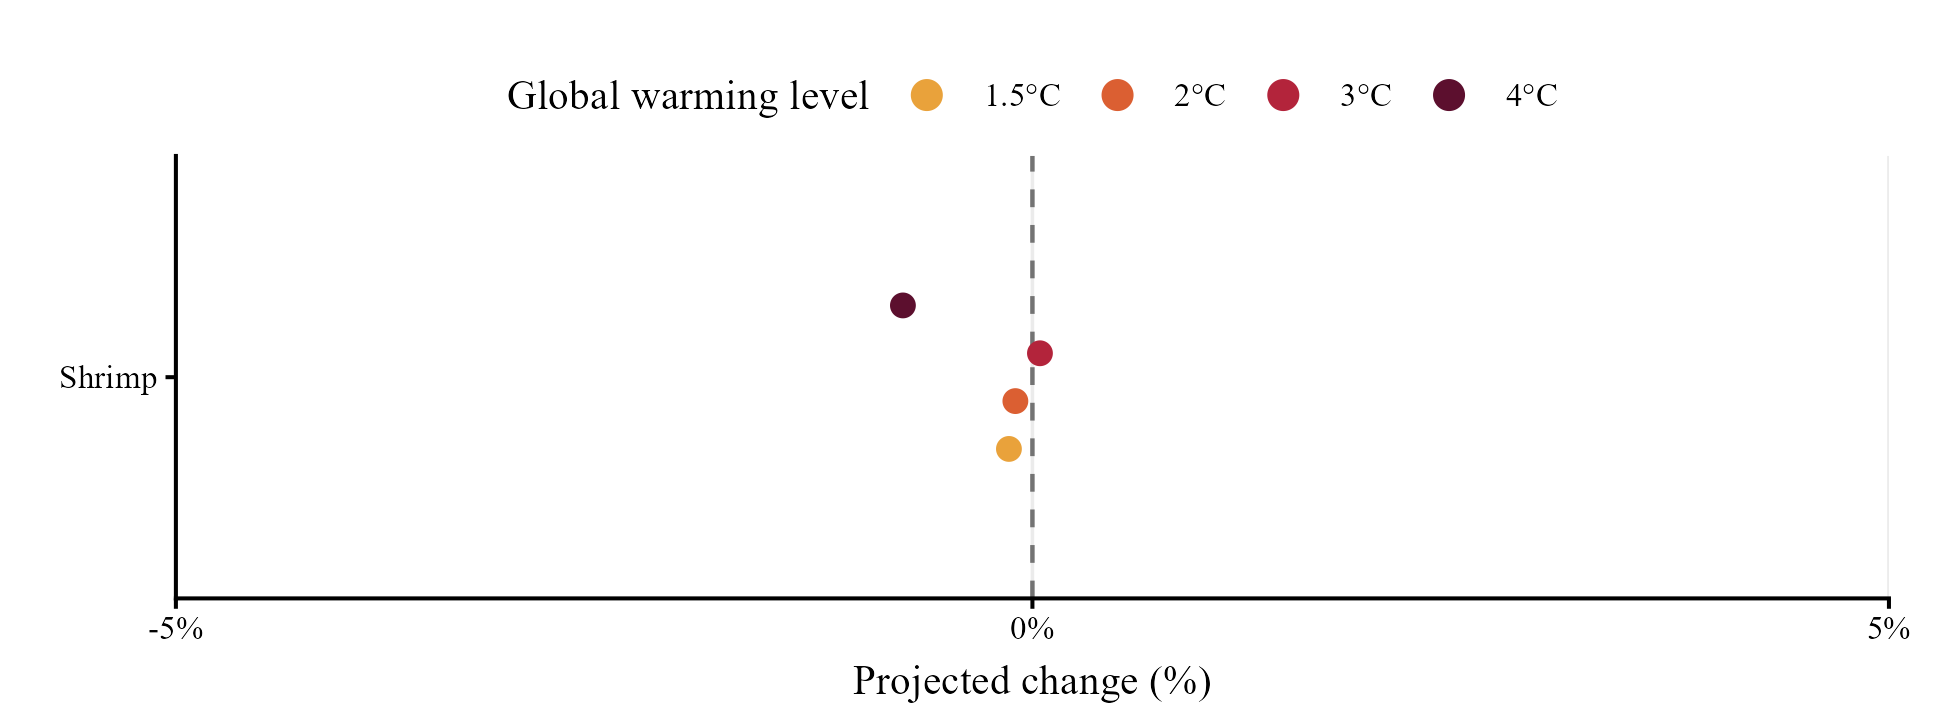 Global warming level 1.5°C 2°C 3°C 4°C
Shrimp
-5% 0% 5%
Projected change (%)